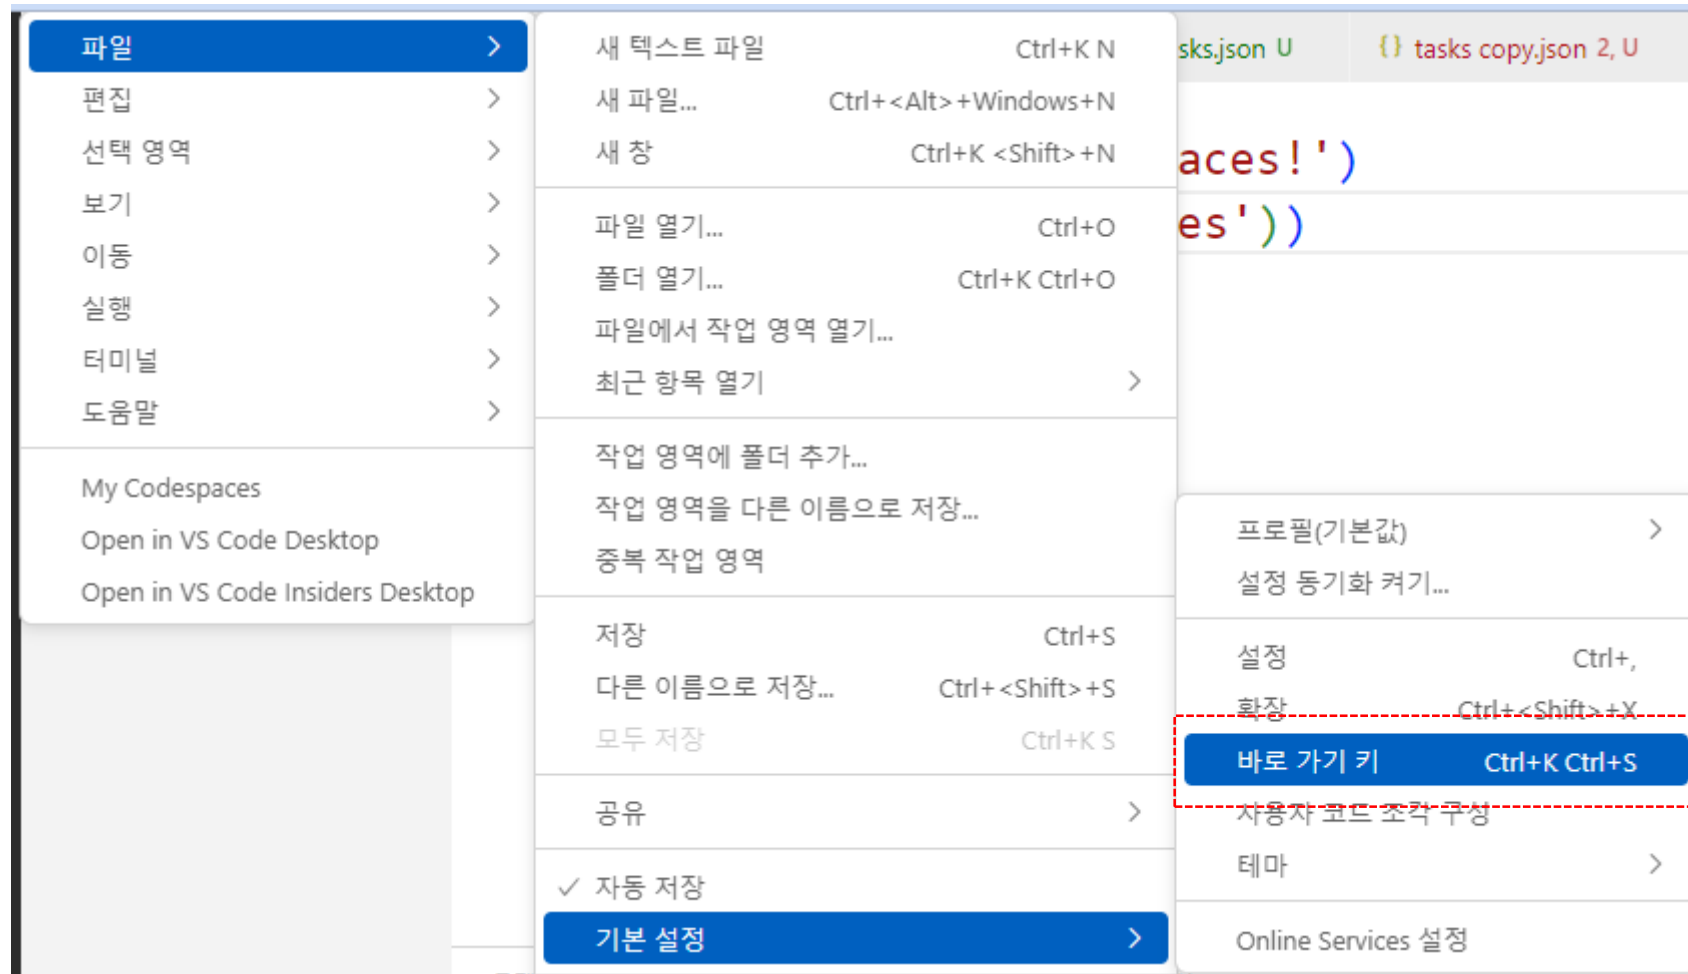 파일
편집
선택 영역
보기
이동
실행
터미널
도움말
My Codespaces
Open in VS Code Desktop
Open in VS Code Insiders Desktop
새 텍스트 파일 Ctrl+K N
새 파일... Ctrl+<Alt>+Windows+N
새 창 Ctrl+K <Shift>+N
파일 열기... Ctrl+O
폴더 열기... Ctrl+K Ctrl+O
파일에서 작업 영역 열기...
최근 항목 열기
작업 영역에 폴더 추가...
작업 영역을 다른 이름으로 저장...
중복 작업 영역
저장 Ctrl+S
다른 이름으로 저장... Ctrl+<Shift>+S
모두 저장 Ctrl+K S
공유
자동 저장
기본 설정
sks.json U {} tasks copy.json 2, U
aces!')
es'))
프로필(기본값)
설정 동기화 켜기...
설정 Ctrl+,
확장 Ctrl+<Shift>+X
바로 가기 키 Ctrl+K Ctrl+S
사용자 코드 조각 구성
테마
Online Services 설정